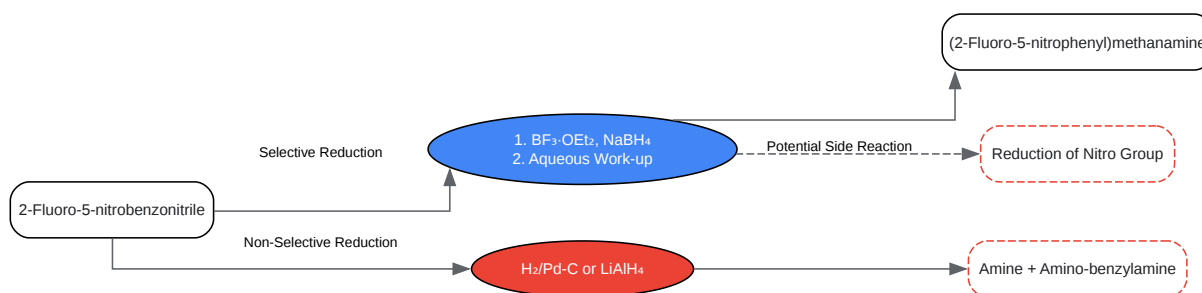 (2-Fluoro-5-nitrophenyl)methanamine
1. BF₃·OEt₂, NaBH₄
2. Aqueous Work-up
Potential Side Reaction
Selective Reduction
Reduction of Nitro Group
2-Fluoro-5-nitrobenzonitrile
Non-Selective Reduction
H₂/Pd-C or LiAlH₄
Amine + Amino-benzylamine